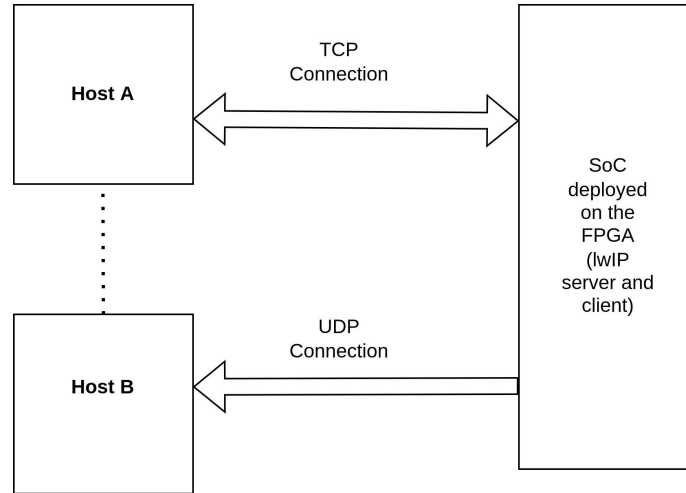 TCP
Connection
Host A
SoC
deployed
on the
FPGA
(lwIP
server and
client)
UDP
Connection
Host B